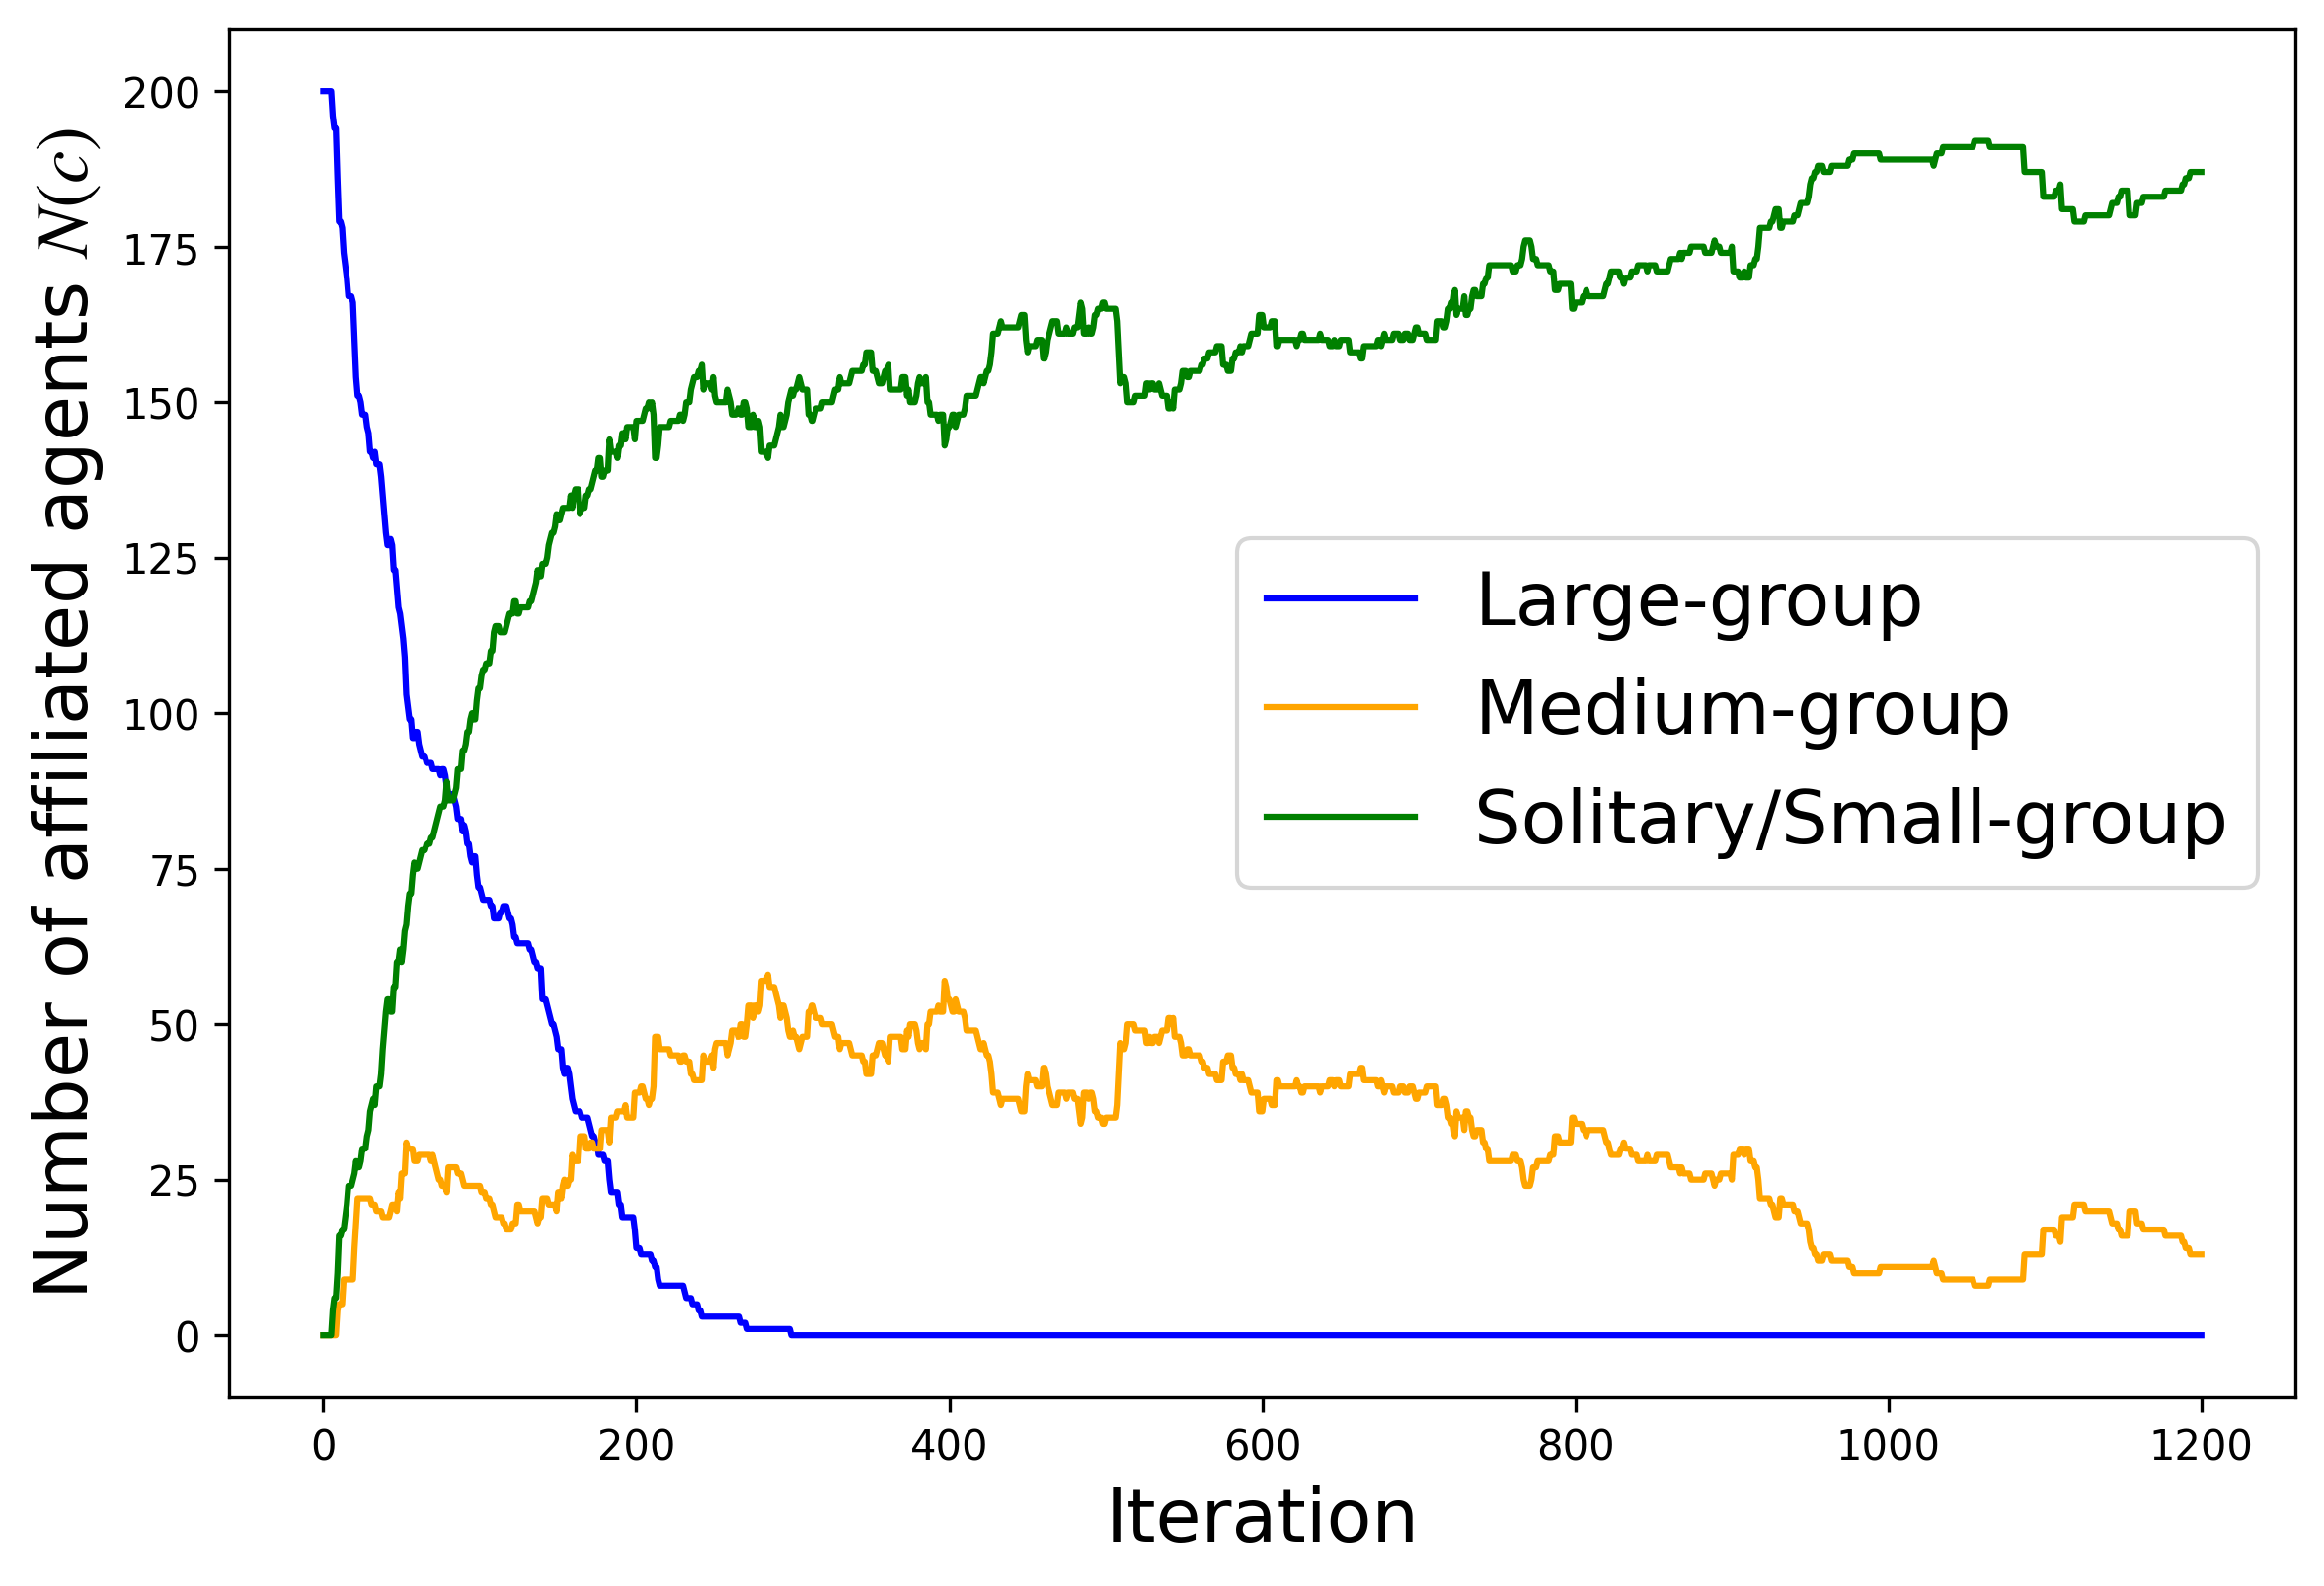 Number of affiliated agents N(c)
200
175
150
125
100
75
50
25
0
Large-group
Medium-group
Solitary/Small-group
0 200 400 600 800 1000 1200
Iteration